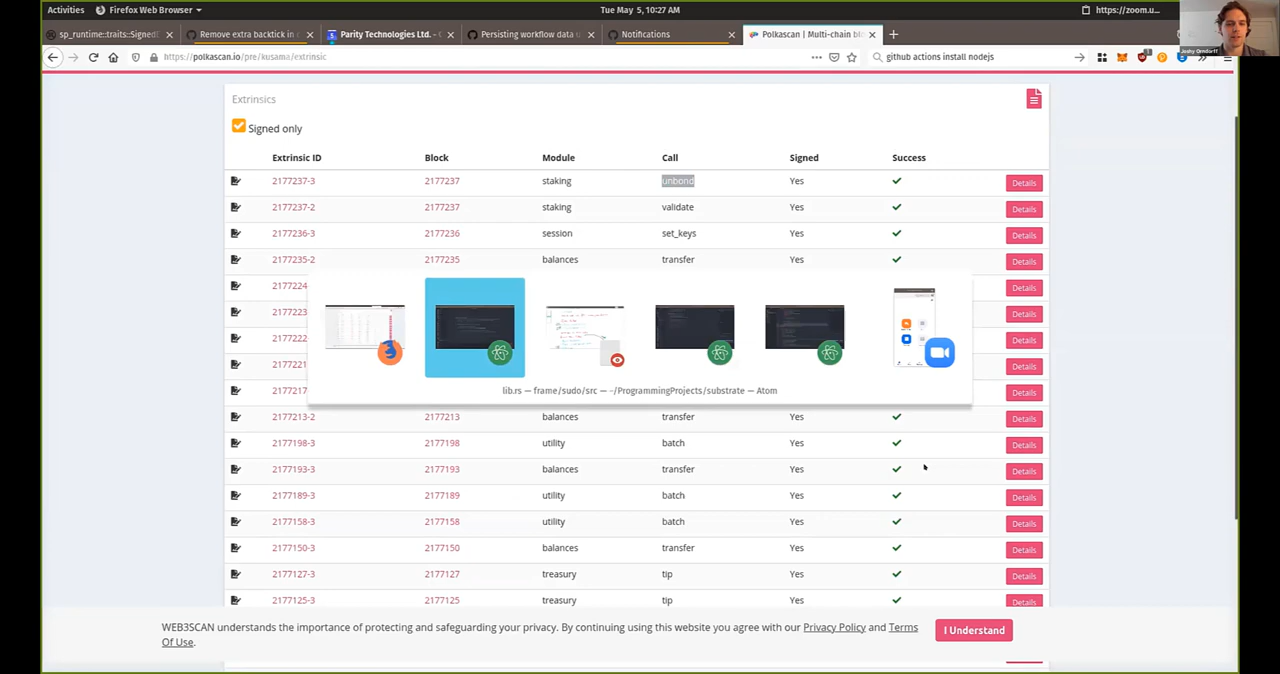 Activities Firefox Web Browser Tue May 5, 10:27 AM https://zoom.u...
sp_runtime::traits::SignedE Remove extra backtick in d Parity Technologies Ltd. - C Persisting workflow data u Notifications Polkascan | Multi-chain blo
https://polkascan.io/pre/kusama/extrinsic github actions install nodejs
Joshy Orndorff
Extrinsics
Signed only
Extrinsic ID Block Module Call Signed Success
2177237-3 2177237 staking unbond Yes Details
2177237-2 2177237 staking validate Yes Details
2177236-3 2177236 session set_keys Yes Details
2177235-2 2177235 balances transfer Yes Details
2177224 Details
2177223 Details
2177222 Details
2177221 Details
2177217 Details
lib.rs — frame/sudo/src — ~/ProgrammingProjects/substrate — Atom
2177213-2 2177213 balances transfer Yes Details
2177198-3 2177198 utility batch Yes Details
2177193-3 2177193 balances transfer Yes Details
2177189-3 2177189 utility batch Yes Details
2177158-3 2177158 utility batch Yes Details
2177150-3 2177150 balances transfer Yes Details
2177127-3 2177127 treasury tip Yes Details
2177125-3 2177125 treasury tip Yes Details
WEB3SCAN understands the importance of protecting and safeguarding your privacy. By continuing using this website you agree with our Privacy Policy and Terms
Of Use.
I Understand